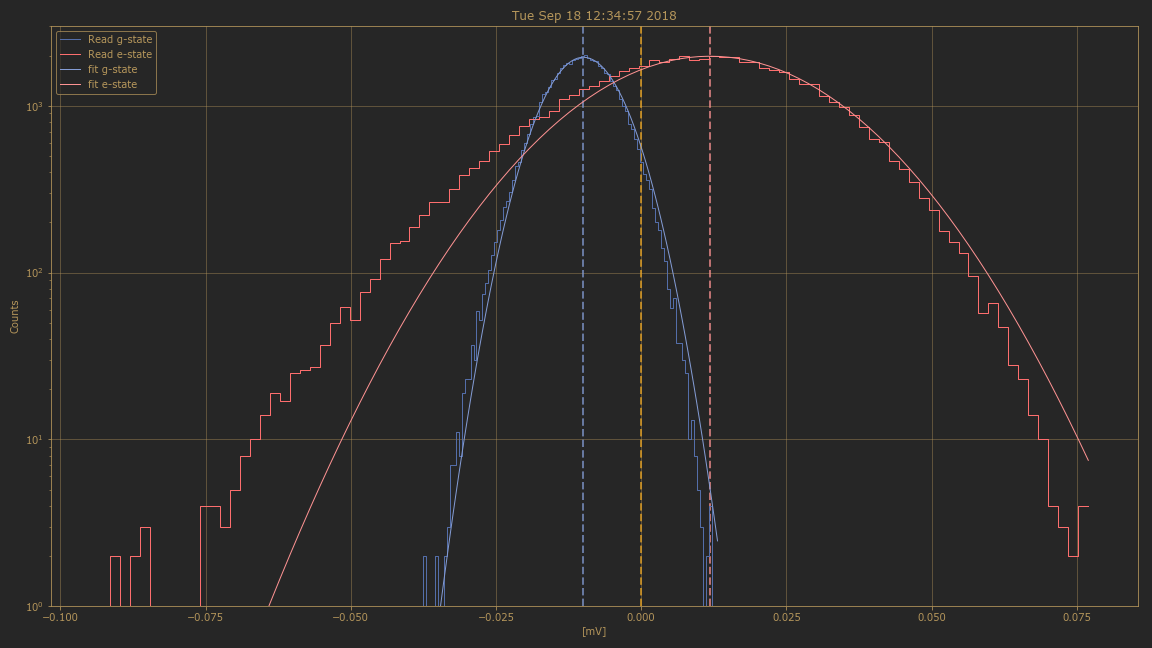 Tue Sep 18 12:34:57 2018
Read g-state
Read e-state
fit g-state
fit e-state
Counts
10³
10²
10¹
10⁰
−0.100 −0.075 −0.050 −0.025 0.000 0.025 0.050 0.075
[mV]